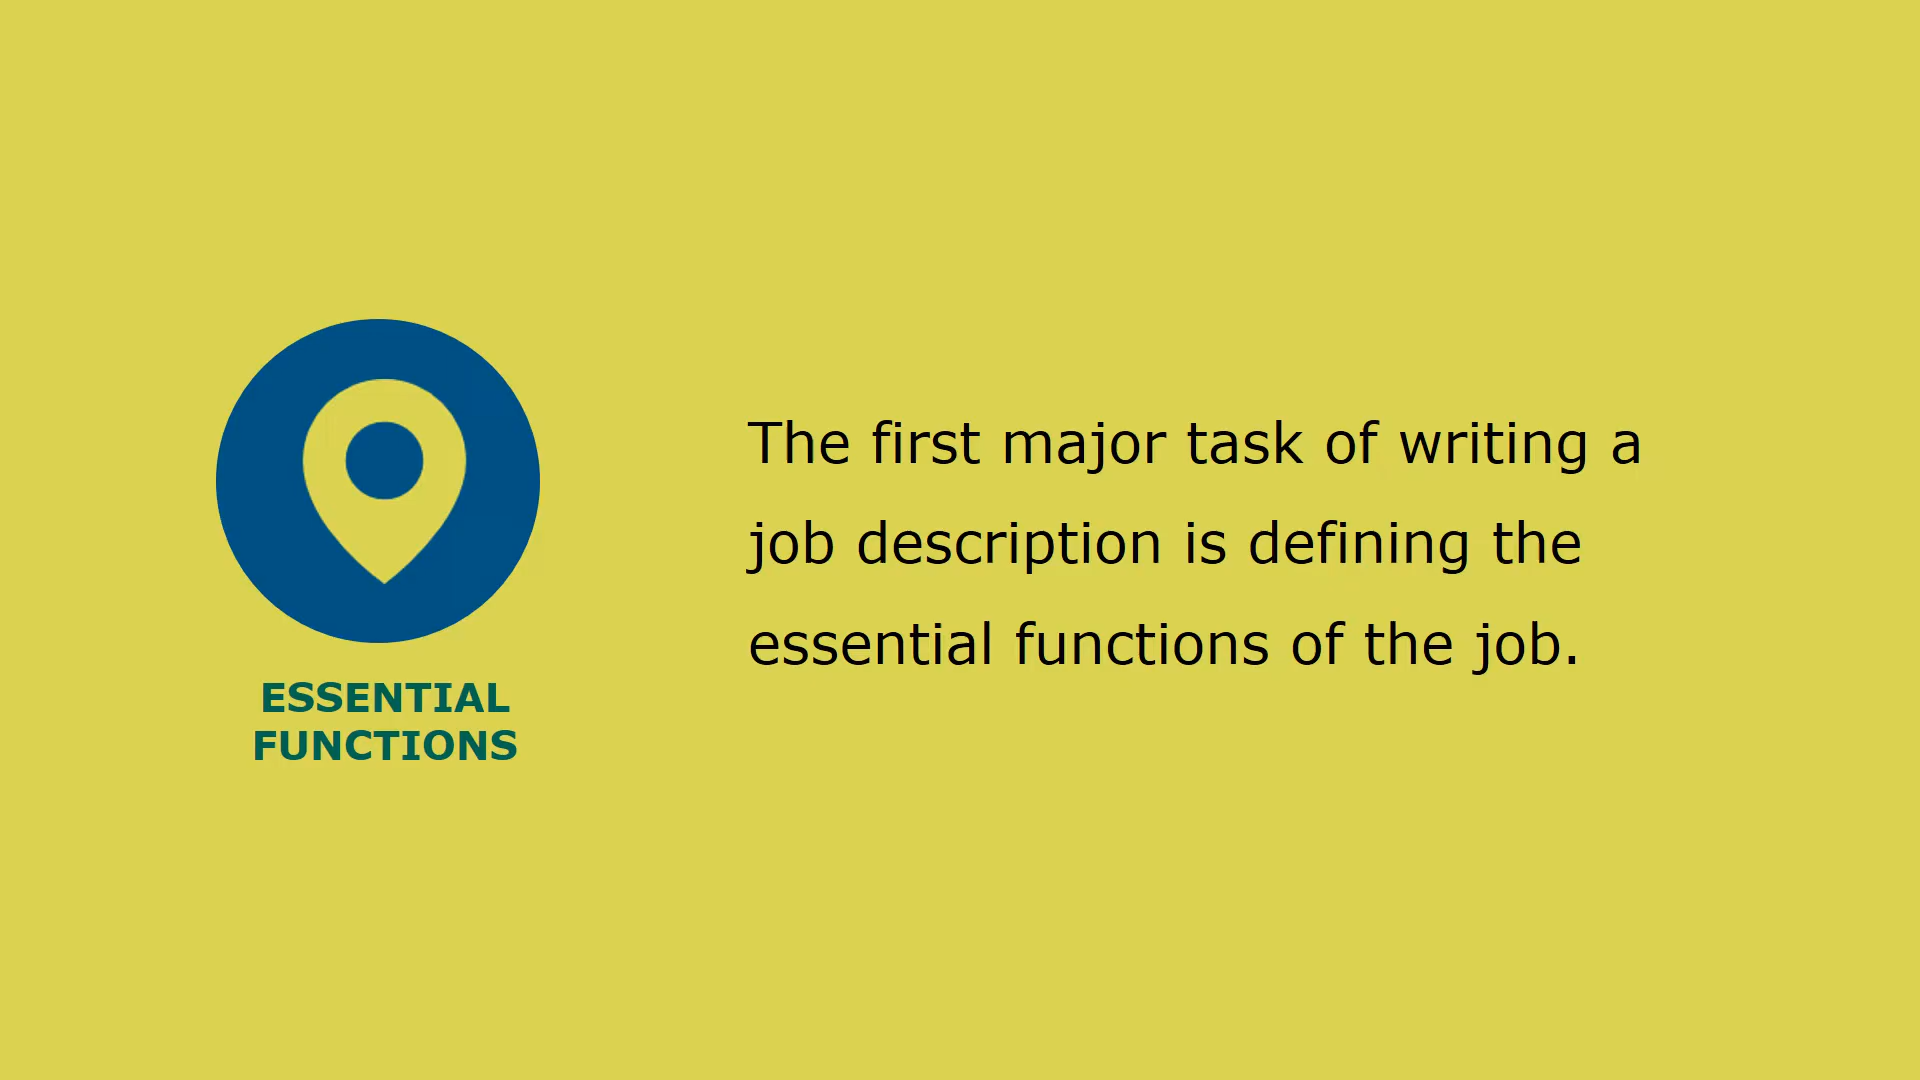 The first major task of writing a
job description is defining the
essential functions of the job.
ESSENTIAL
FUNCTIONS